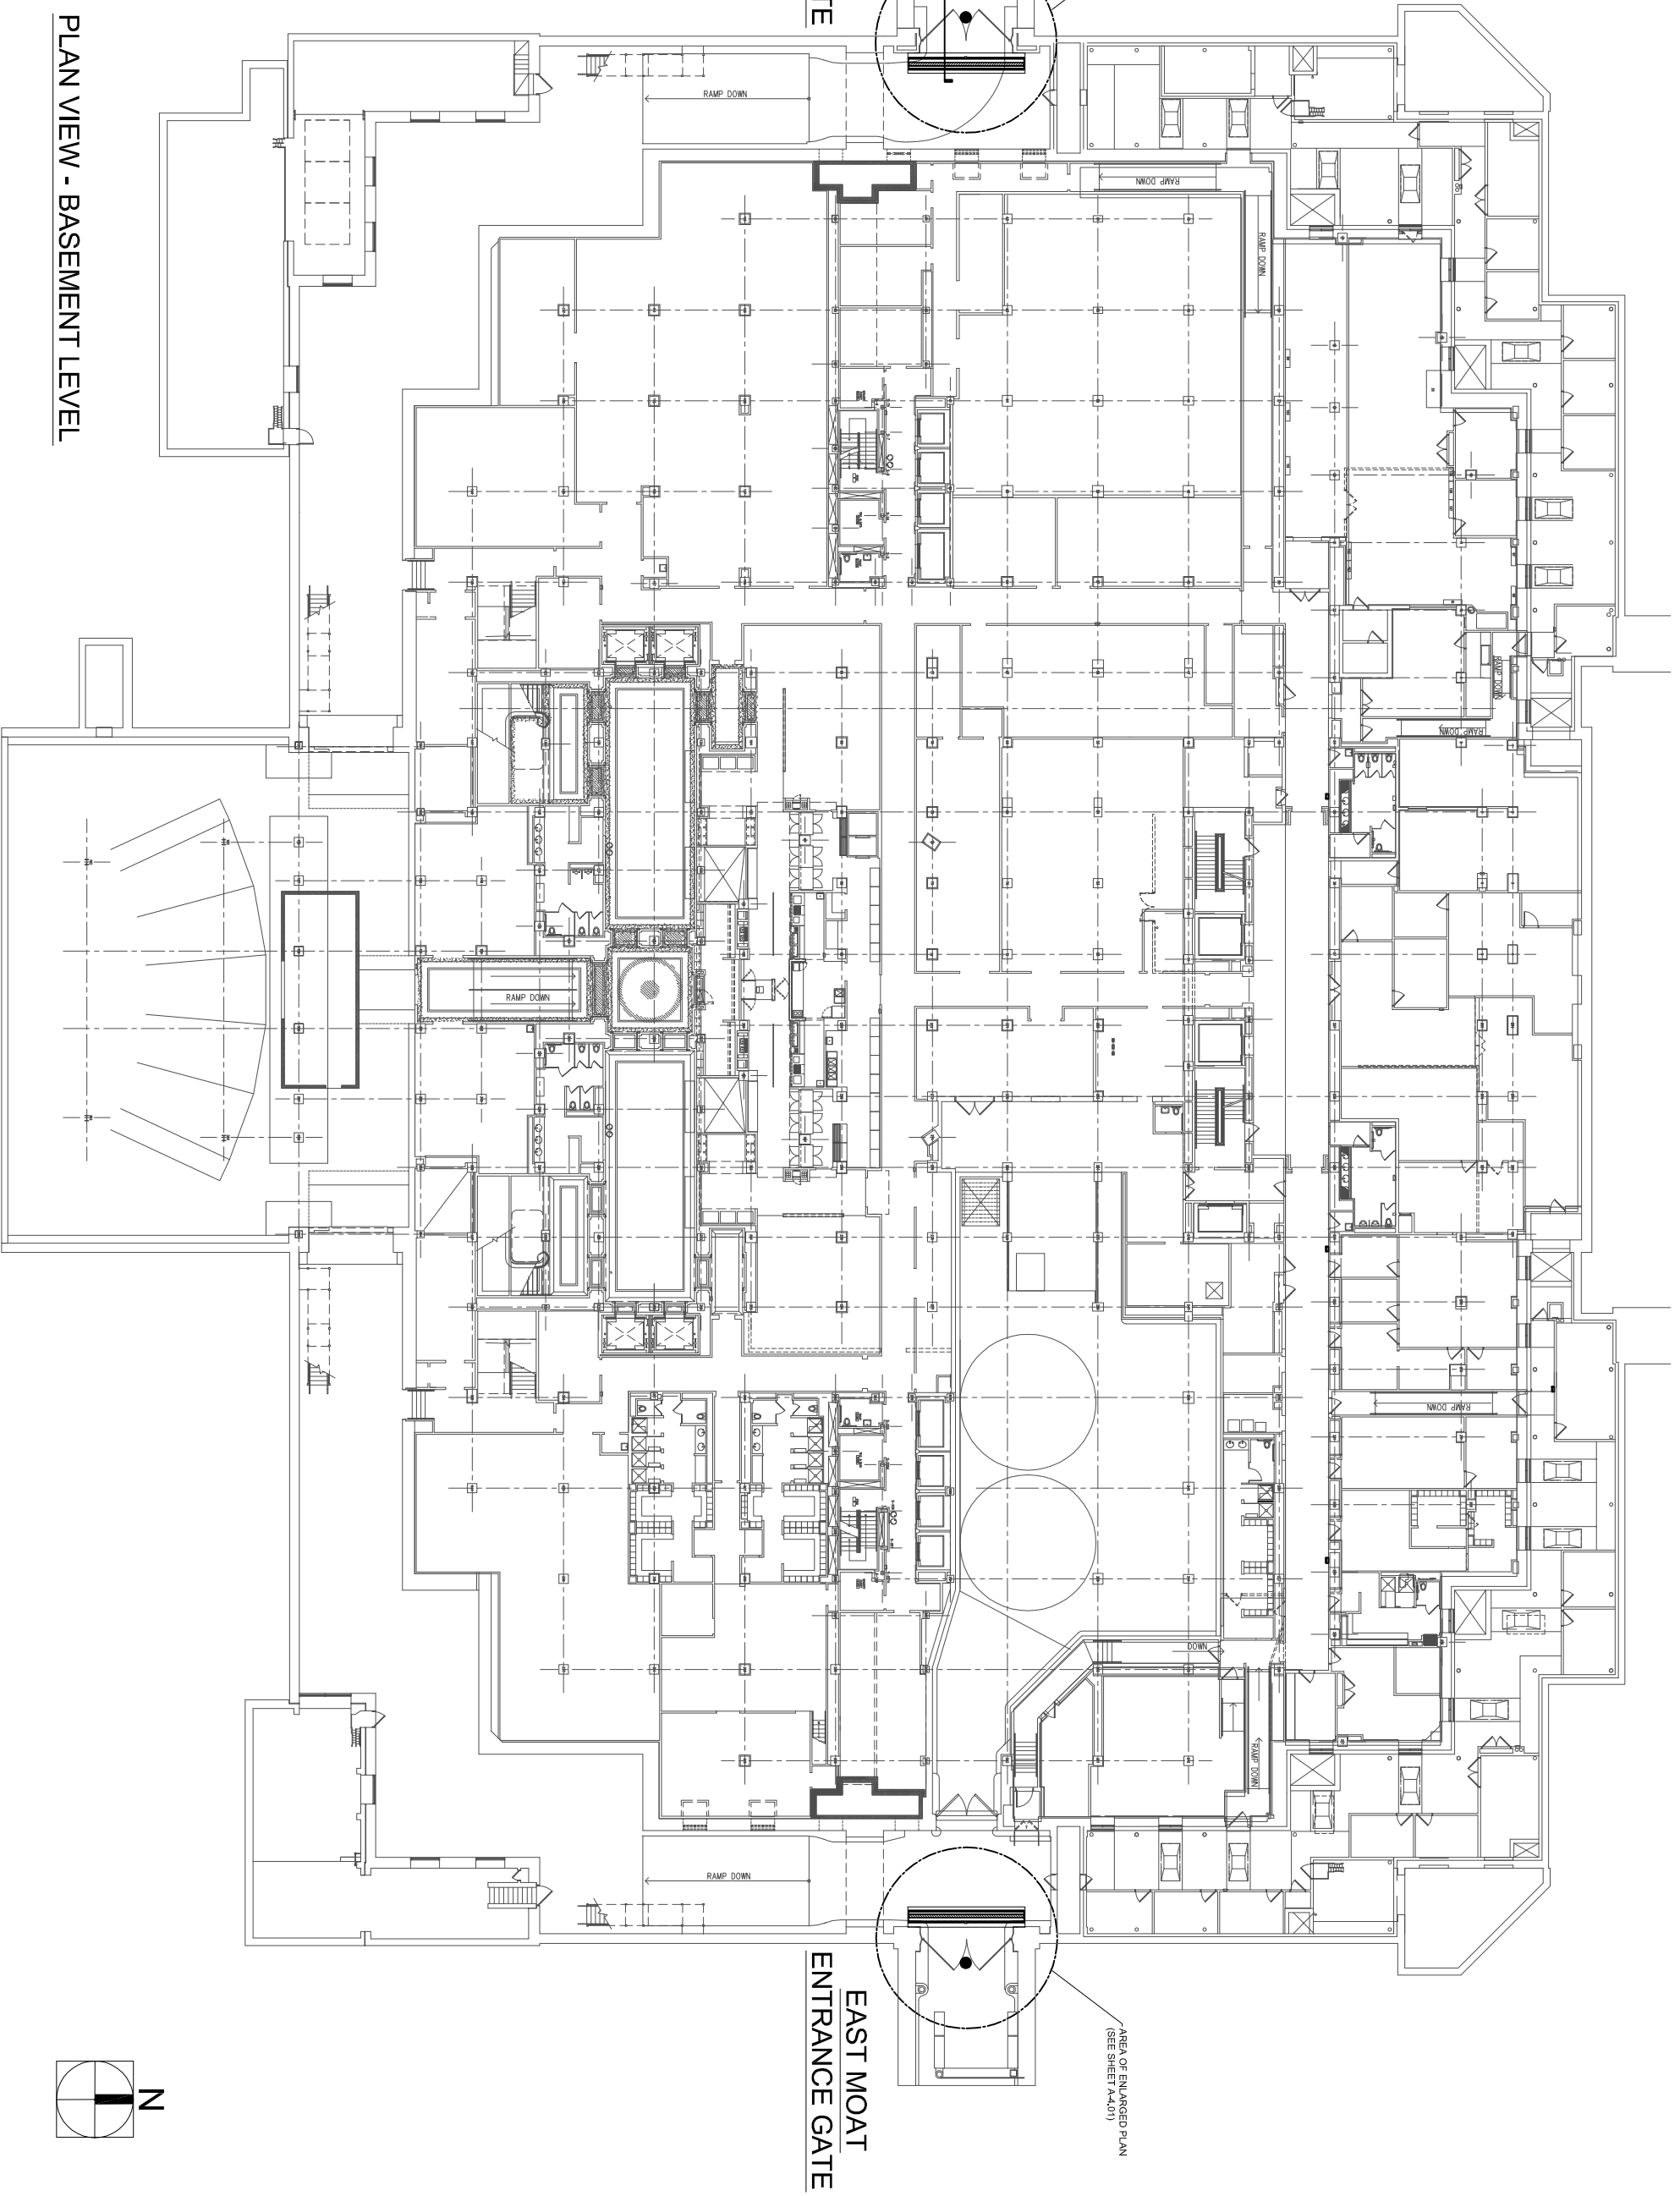 TE
PLAN VIEW - BASEMENT LEVEL
RAMP DOWN
RAMP DOWN
RAMP DOWN
RAMP DOWN
RAMP DOWN
RAMP DOWN
RAMP DOWN
DOWN
RAMP DOWN
RAMP DOWN
EAST MOAT
ENTRANCE GATE
AREA OF ENLARGED PLAN
(SEE SHEET A-4.01)
N